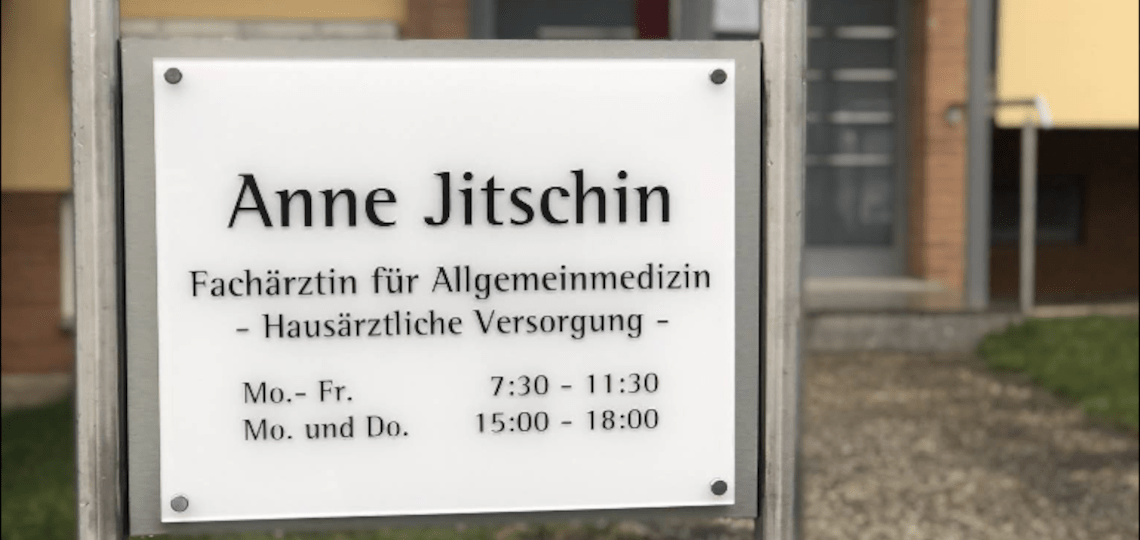 Anne Jitschin
Fachärztin für Allgemeinmedizin
- Hausärztliche Versorgung -
Mo.- Fr. 7:30 - 11:30
Mo. und Do. 15:00 - 18:00